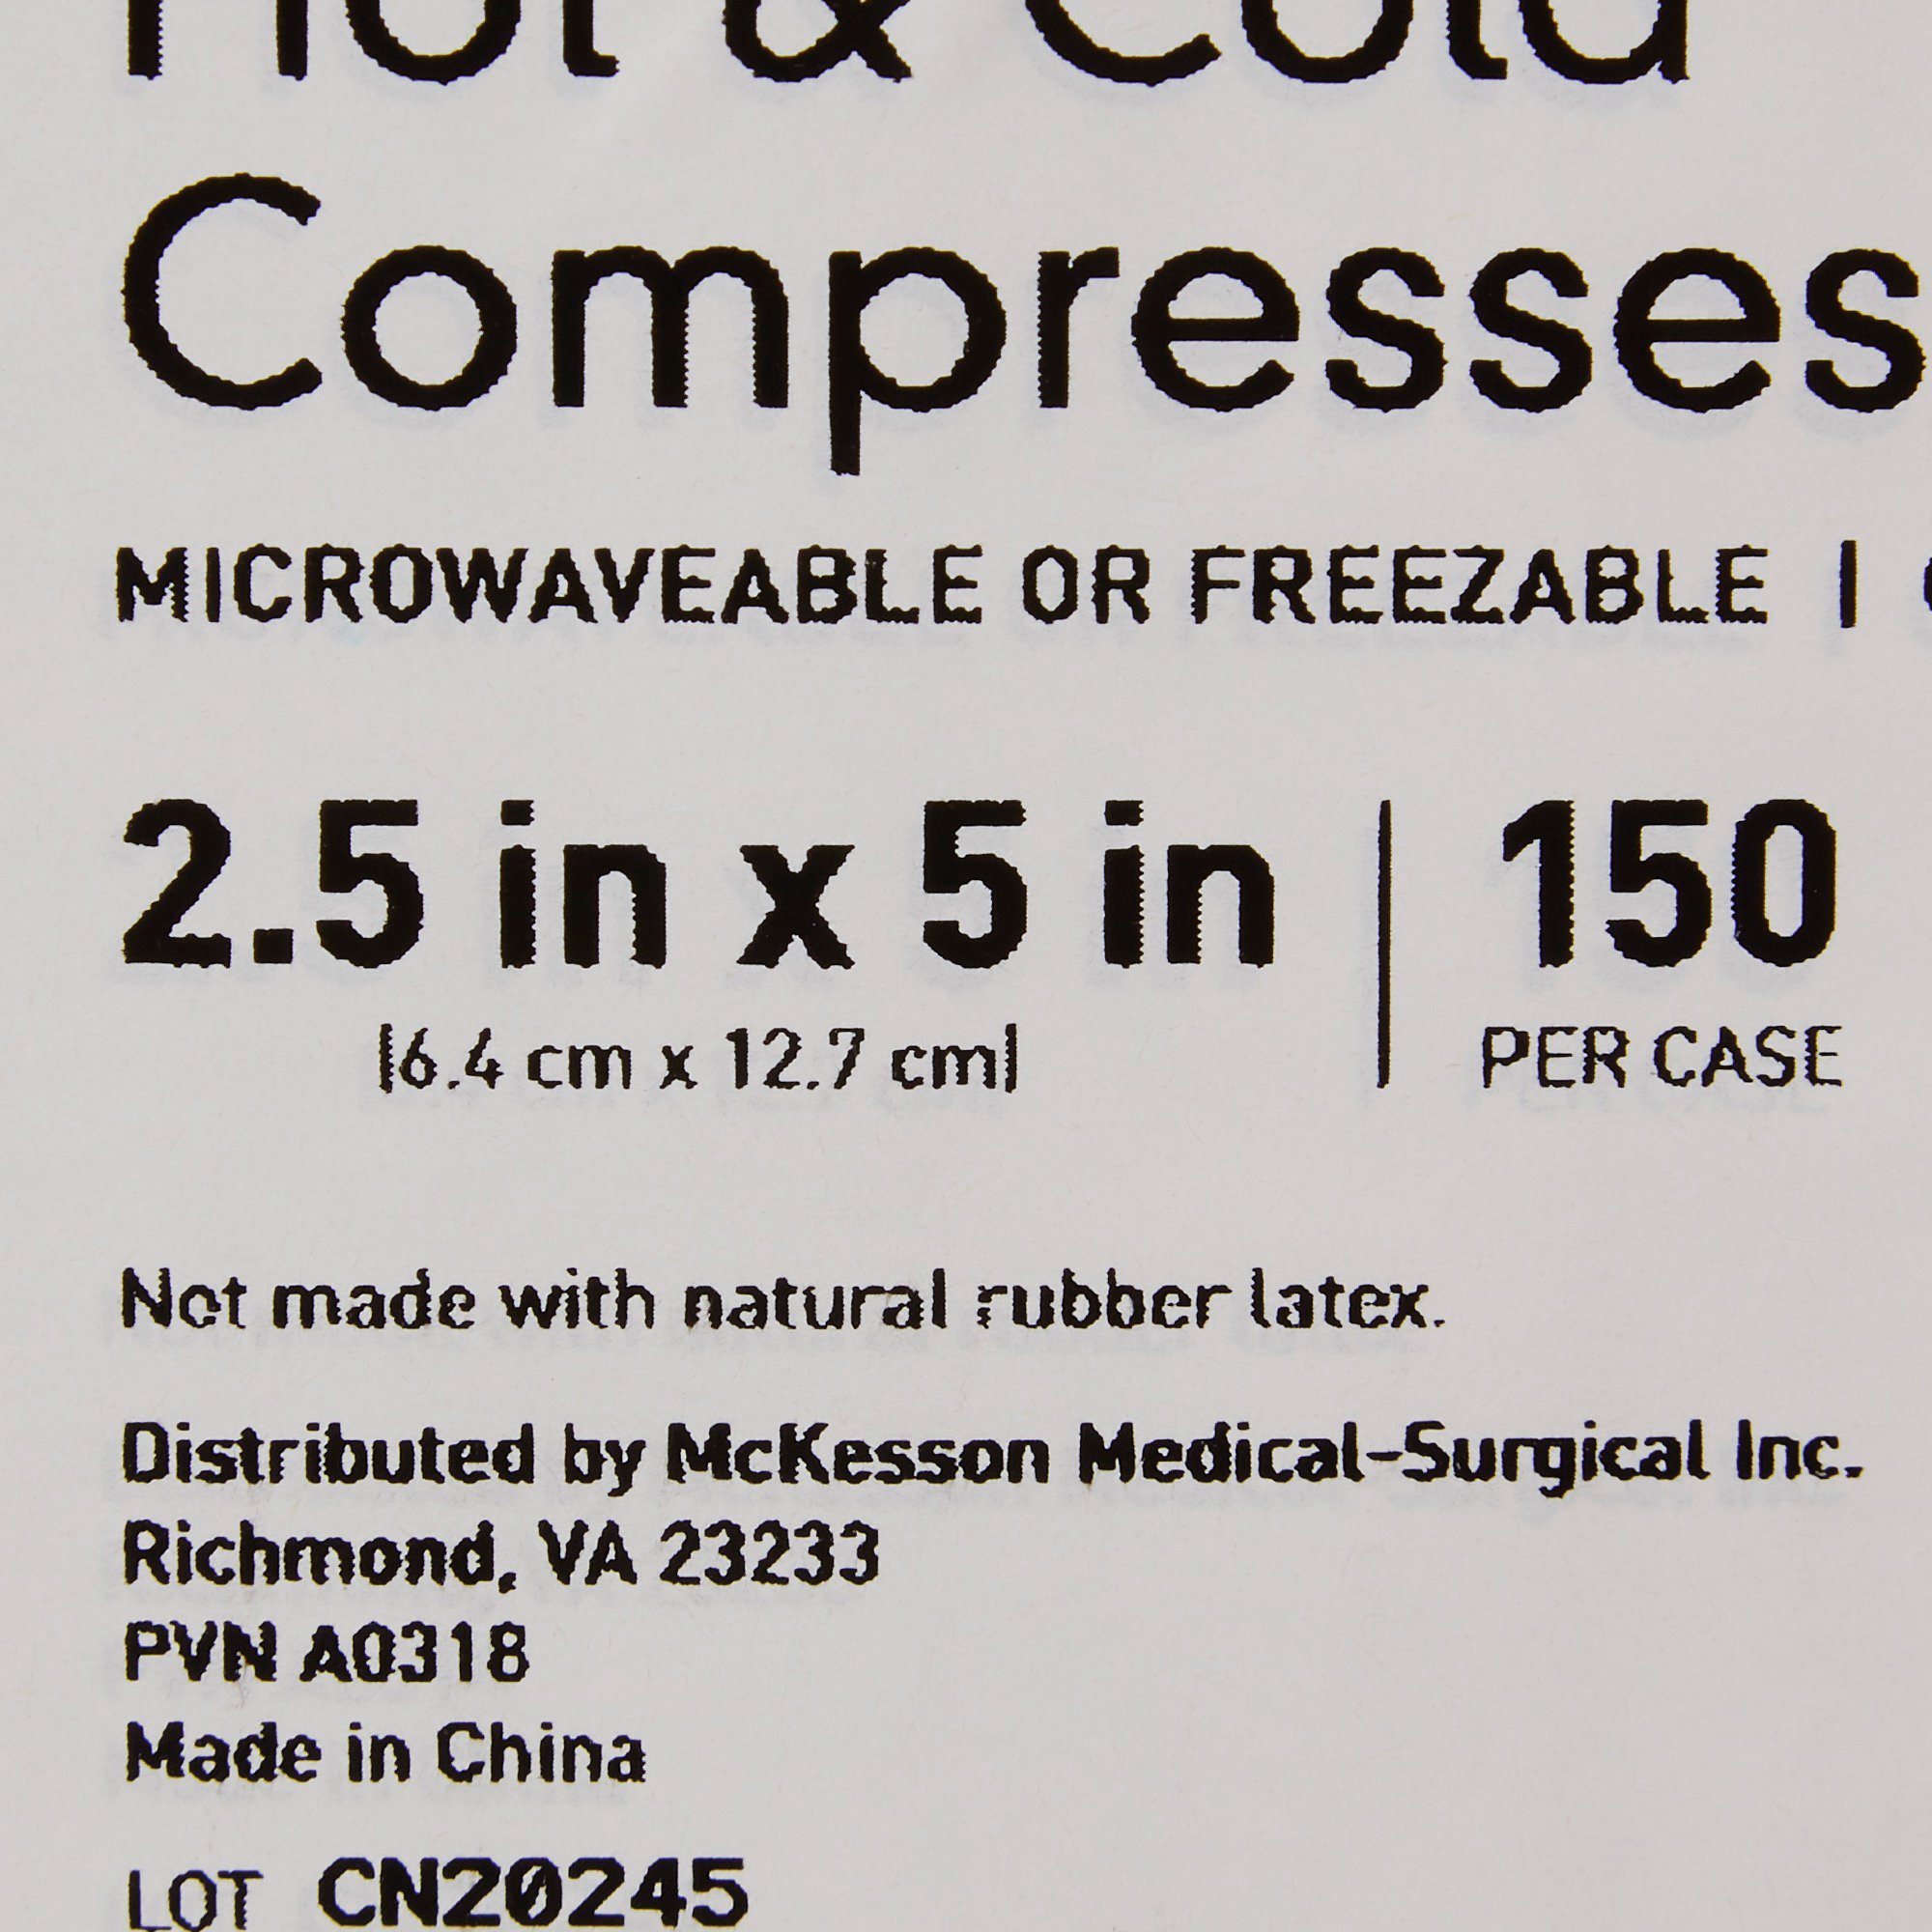 Hot & Cold
Compresses
MICROWAVEABLE OR FREEZABLE |
2.5 in x 5 in | 150
(6.4 cm x 12.7 cm) PER CASE
Not made with natural rubber latex.
Distributed by McKesson Medical-Surgical Inc.
Richmond, VA 23233
PVN A0318
Made in China
LOT CN20245